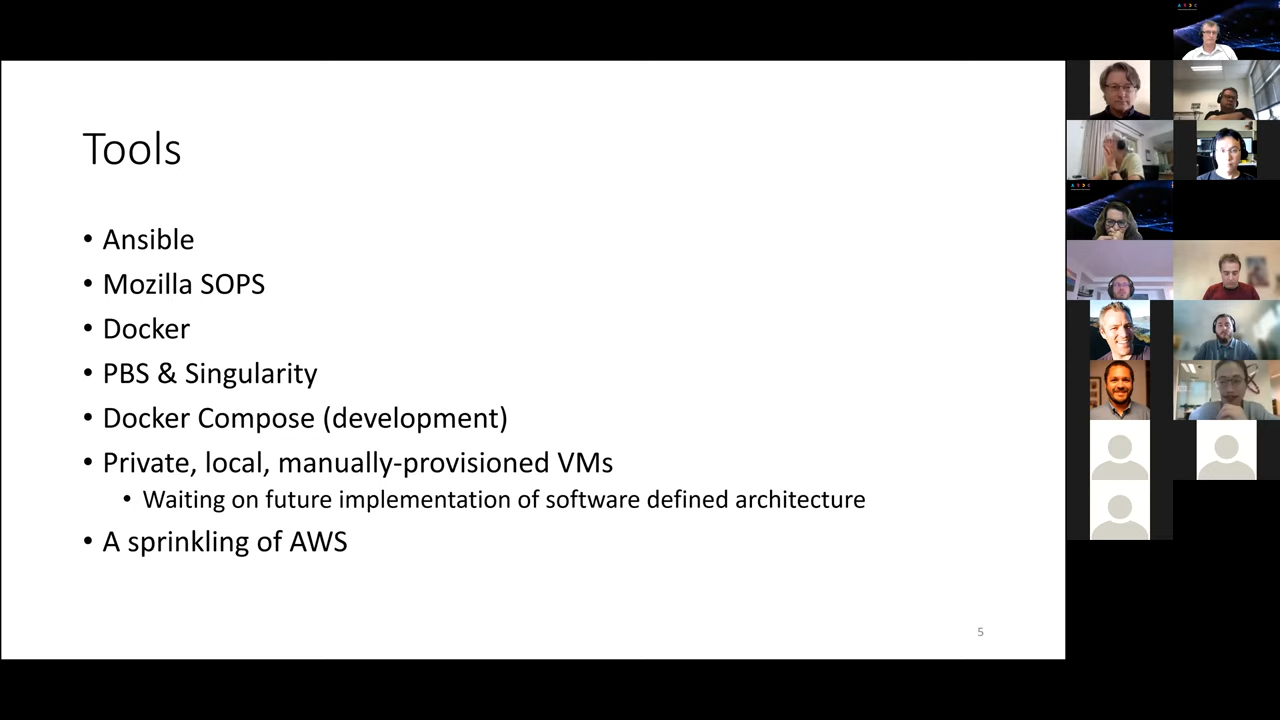 Tools
• Ansible
• Mozilla SOPS
• Docker
• PBS & Singularity
• Docker Compose (development)
• Private, local, manually-provisioned VMs
• Waiting on future implementation of software defined architecture
• A sprinkling of AWS
5